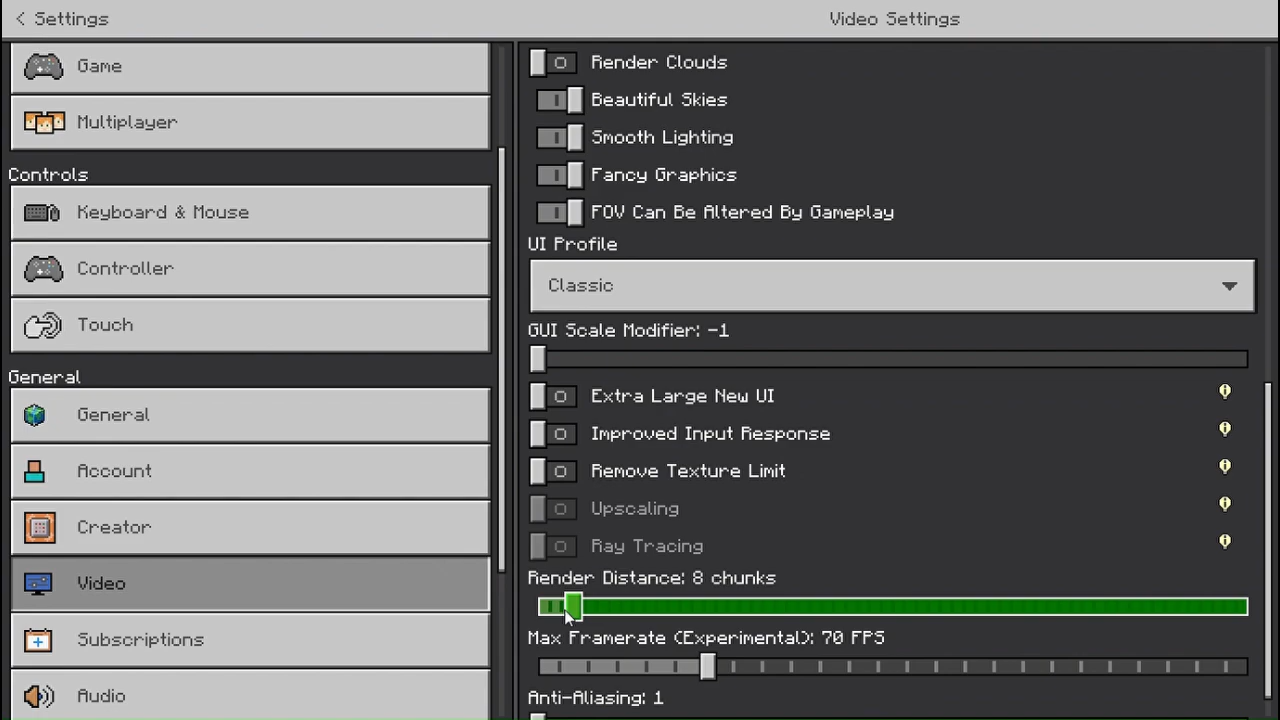 Settings
Video Settings
Game
Multiplayer
Controls
Keyboard & Mouse
Controller
Touch
General
General
Account
Creator
Video
Subscriptions
Audio
Render Clouds
Beautiful Skies
Smooth Lighting
Fancy Graphics
FOV Can Be Altered By Gameplay
UI Profile
Classic
GUI Scale Modifier: -1
Extra Large New UI
Improved Input Response
Remove Texture Limit
Upscaling
Ray Tracing
Render Distance: 8 chunks
Max Framerate (Experimental): 70 FPS
Anti-Aliasing: 1